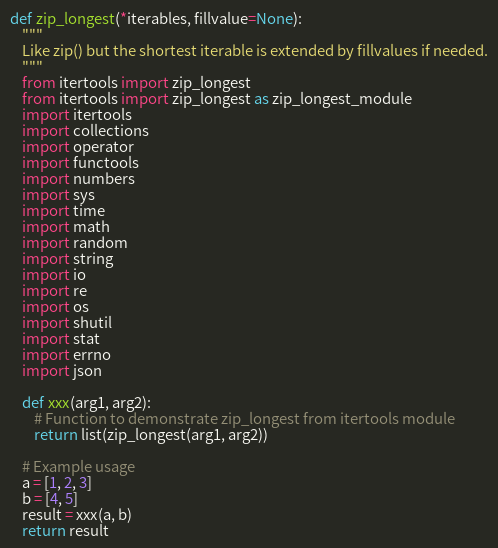 def zip_longest(*iterables, fillvalue=None):
"""
Like zip() but the shortest iterable is extended by fillvalues if needed.
"""
from itertools import zip_longest
from itertools import zip_longest as zip_longest_module
import itertools
import collections
import operator
import functools
import numbers
import sys
import time
import math
import random
import string
import io
import re
import os
import shutil
import stat
import errno
import json
def xxx(arg1, arg2):
# Function to demonstrate zip_longest from itertools module
return list(zip_longest(arg1, arg2))
# Example usage
a = [1, 2, 3]
b = [4, 5]
result = xxx(a, b)
return result